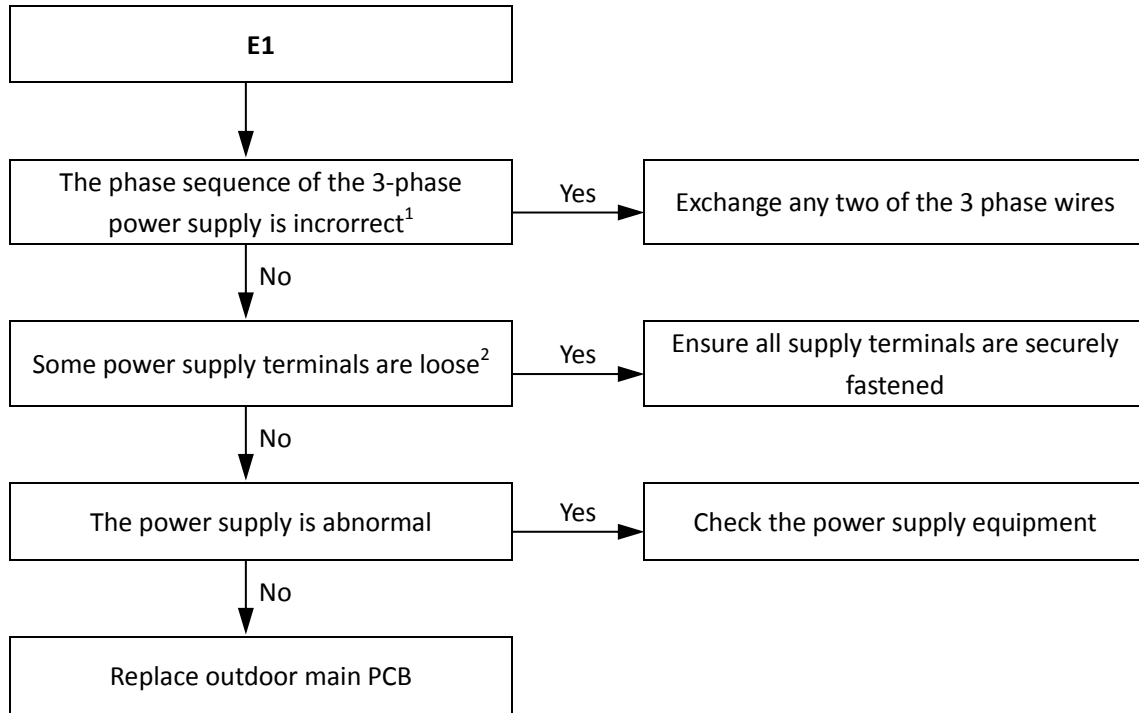 E1
The phase sequence of the 3-phase
power supply is incrorrect1
Yes
Exchange any two of the 3 phase wires
No
Some power supply terminals are loose2
Yes
Ensure all supply terminals are securely
fastened
No
The power supply is abnormal
Yes
Check the power supply equipment
No
Replace outdoor main PCB